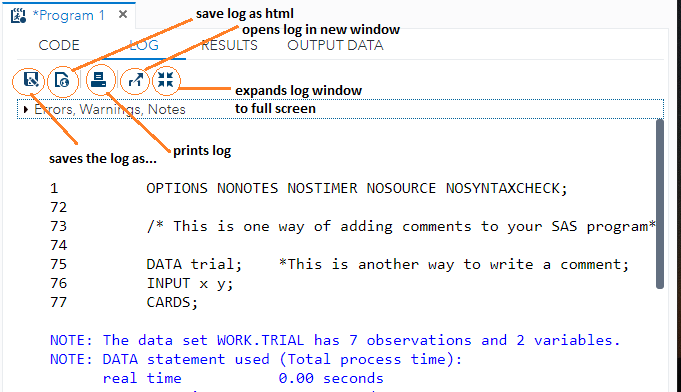 *Program 1 ×
save log as html
opens log in new window
CODE LOG RESULTS OUTPUT DATA
expands log window
to full screen
Errors, Warnings, Notes
saves the log as...
prints log
1 OPTIONS NONOTES NOSTIMER NOSOURCE NOSYNTAXCHECK;
72
73 /* This is one way of adding comments to your SAS program*
74
75 DATA trial; *This is another way to write a comment;
76 INPUT x y;
77 CARDS;
NOTE: The data set WORK.TRIAL has 7 observations and 2 variables.
NOTE: DATA statement used (Total process time):
real time 0.00 seconds